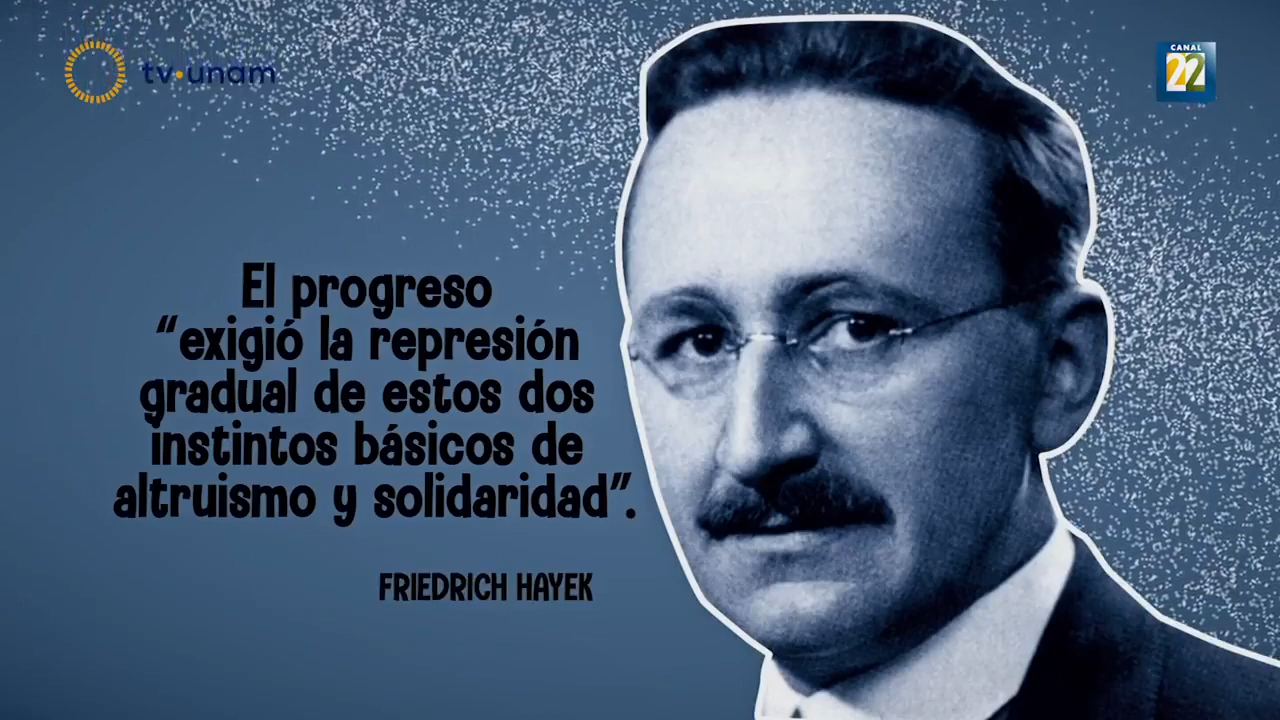 tv·unam
CANAL
22
El progreso
“exigió la represión
gradual de estos dos
instintos básicos de
altruismo y solidaridad”.
FRIEDRICH HAYEK